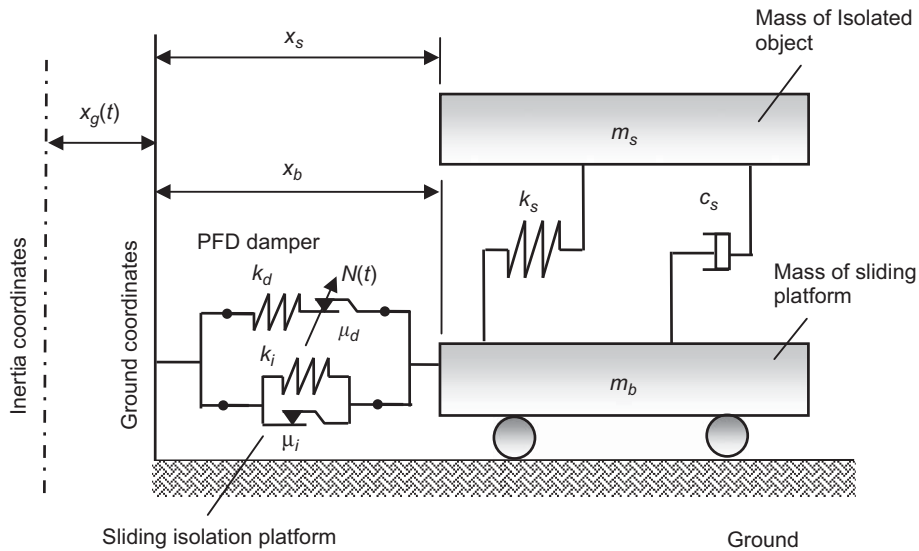 Mass of Isolated
object
x_s
x_g(t)
m_s
x_b
k_s
c_s
PFD damper
k_d
N(t)
μ_d
Mass of sliding
platform
k_i
m_b
μ_i
Inertia coordinates
Ground coordinates
Sliding isolation platform
Ground